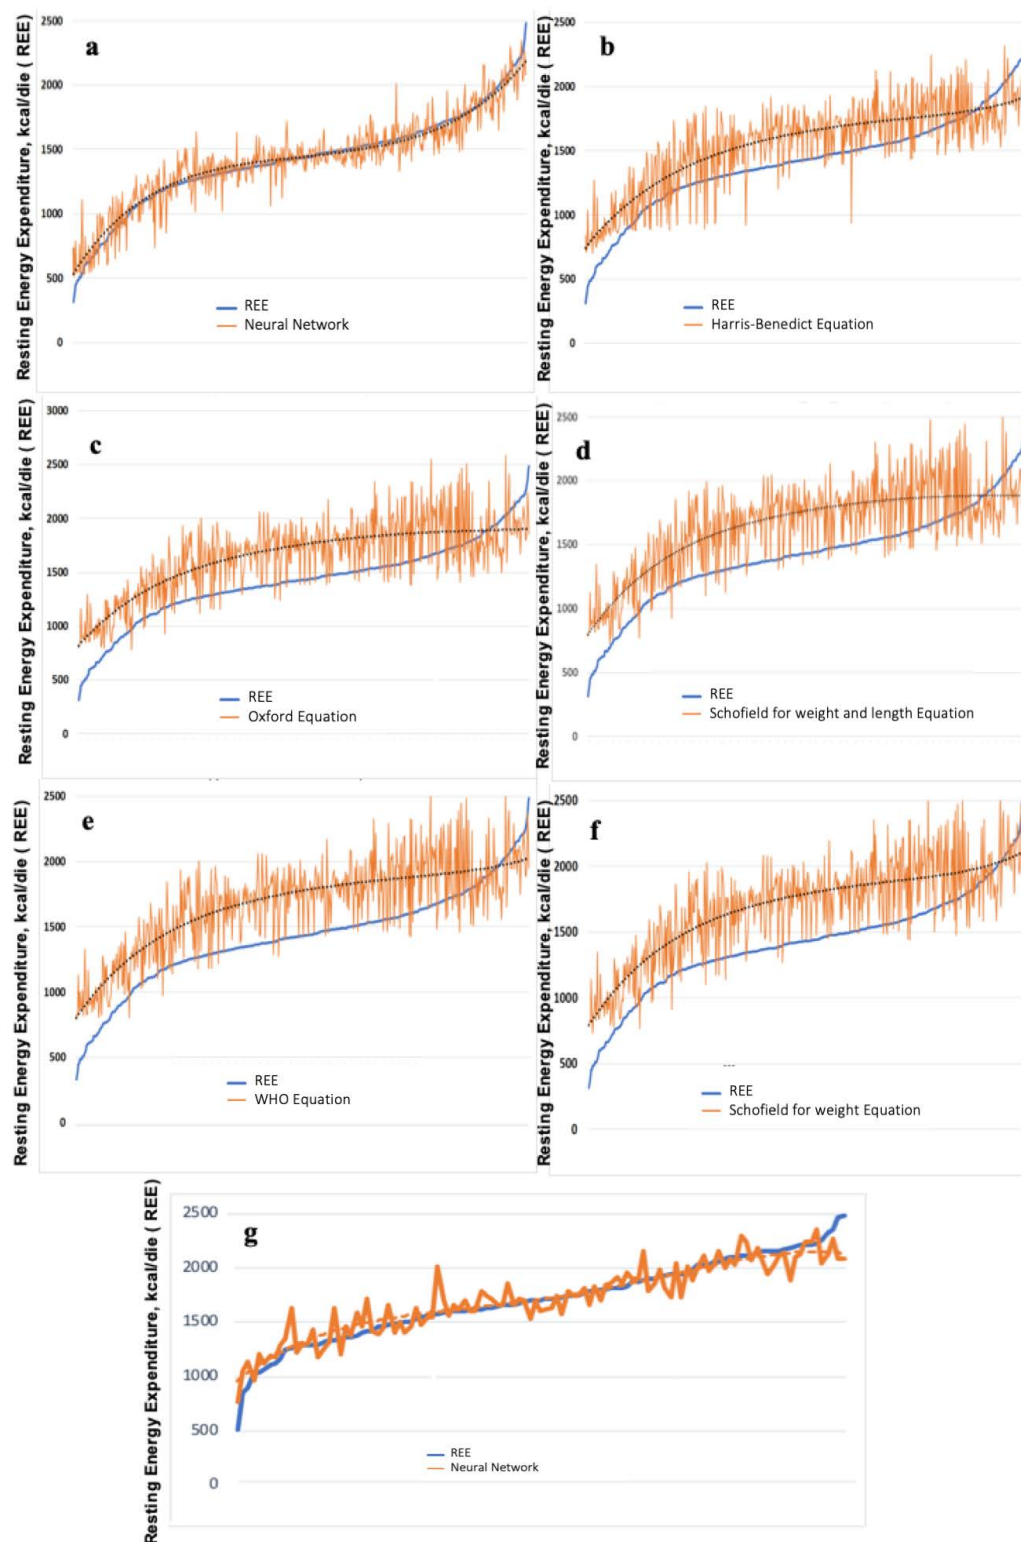 Resting Energy Expenditure, kcal/die ( REE)
a
2500
2000
1500
1000
500
0
REE
Neural Network
Resting Energy Expenditure, kcal/die ( REE)
b
2500
2000
1500
1000
500
0
REE
Harris-Benedict Equation
Resting Energy Expenditure, kcal/die ( REE)
c
3000
2500
2000
1500
1000
500
0
REE
Oxford Equation
Resting Energy Expenditure, kcal/die ( REE)
d
2500
2000
1500
1000
500
0
REE
Schofield for weight and length Equation
Resting Energy Expenditure, kcal/die ( REE)
e
2500
2000
1500
1000
500
0
REE
WHO Equation
Resting Energy Expenditure, kcal/die ( REE)
f
2500
2000
1500
1000
500
0
REE
Schofield for weight Equation
Resting Energy Expenditure, kcal/die ( REE)
g
2500
2000
1500
1000
500
0
REE
Neural Network